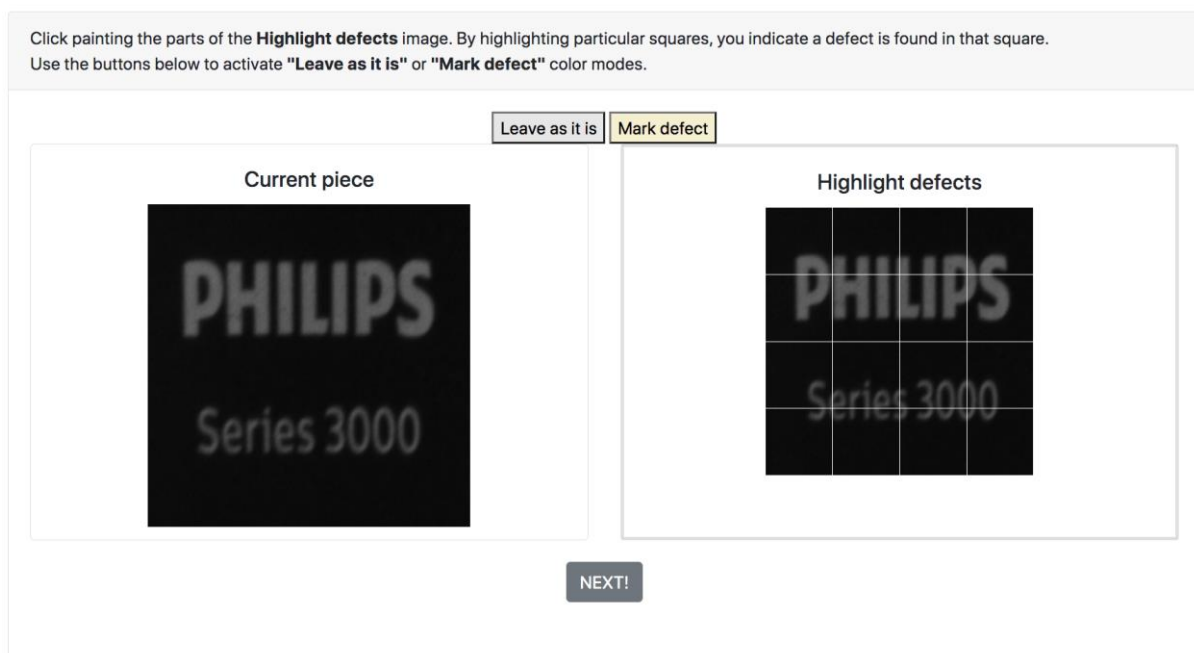 Click painting the parts of the Highlight defects image. By highlighting particular squares, you indicate a defect is found in that square.
Use the buttons below to activate "Leave as it is" or "Mark defect" color modes.
Leave as it is
Mark defect
Current piece
PHILIPS
Series 3000
Highlight defects
PHILIPS
Series 3000
NEXT!